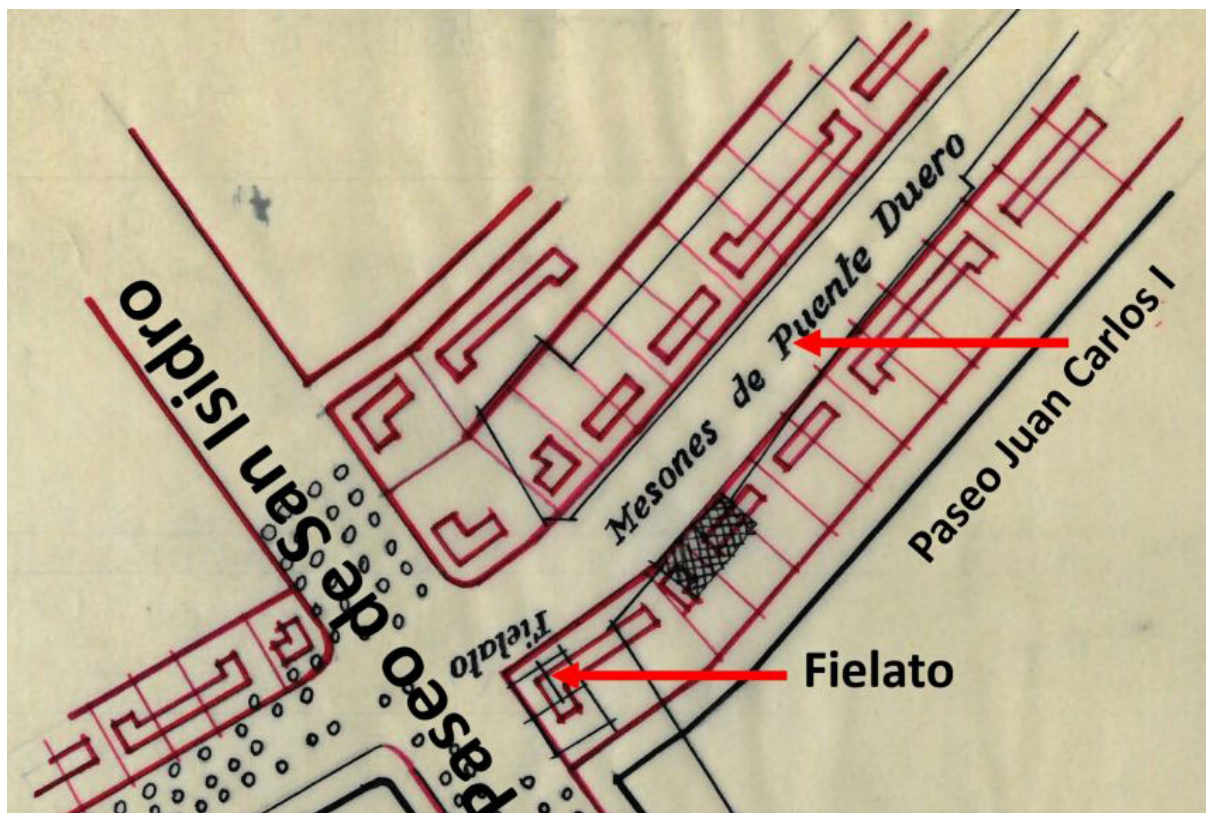 Mesones de Puente Duero
Paseo de San Isidro
Paseo Juan Carlos I
Fielato
Fielato